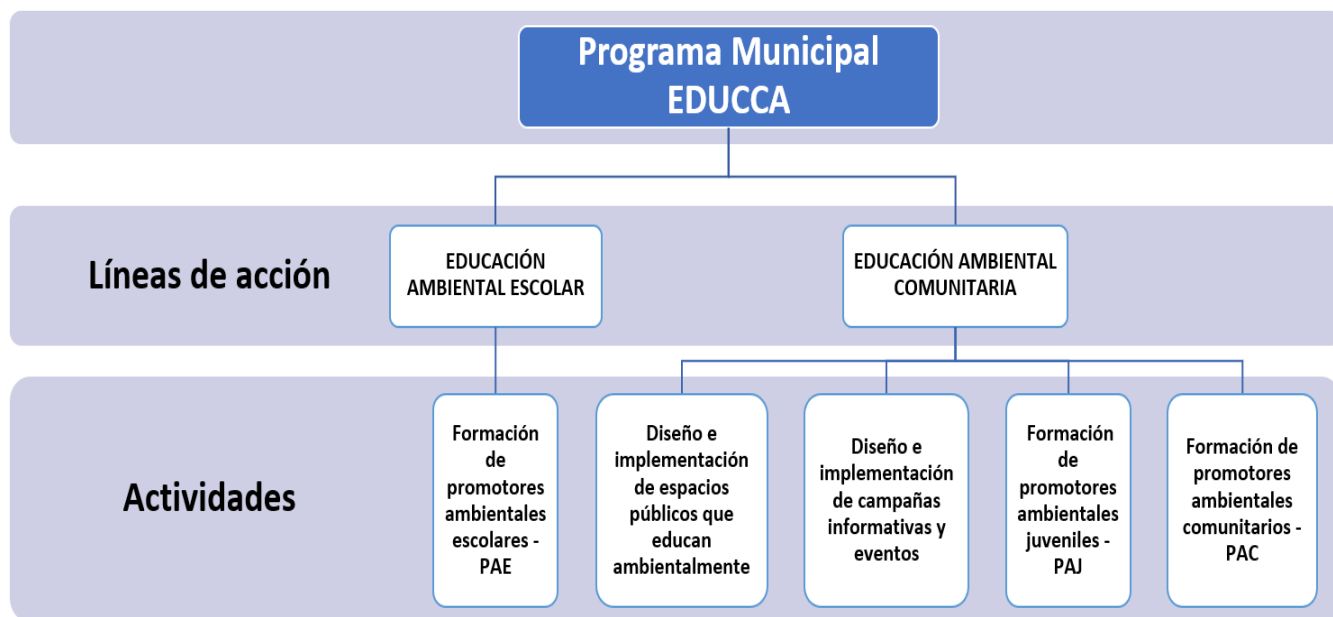 Programa Municipal
EDUCCA
Líneas de acción
EDUCACIÓN
AMBIENTAL ESCOLAR
EDUCACIÓN AMBIENTAL
COMUNITARIA
Actividades
Formación
de
promotores
ambientales
escolares -
PAE
Diseño e
implementación
de espacios
públicos que
educan
ambientalmente
Diseño e
implementación
de campañas
informativas y
eventos
Formación
de
promotores
ambientales
juveniles -
PAJ
Formación de
promotores
ambientales
comunitarios -
PAC